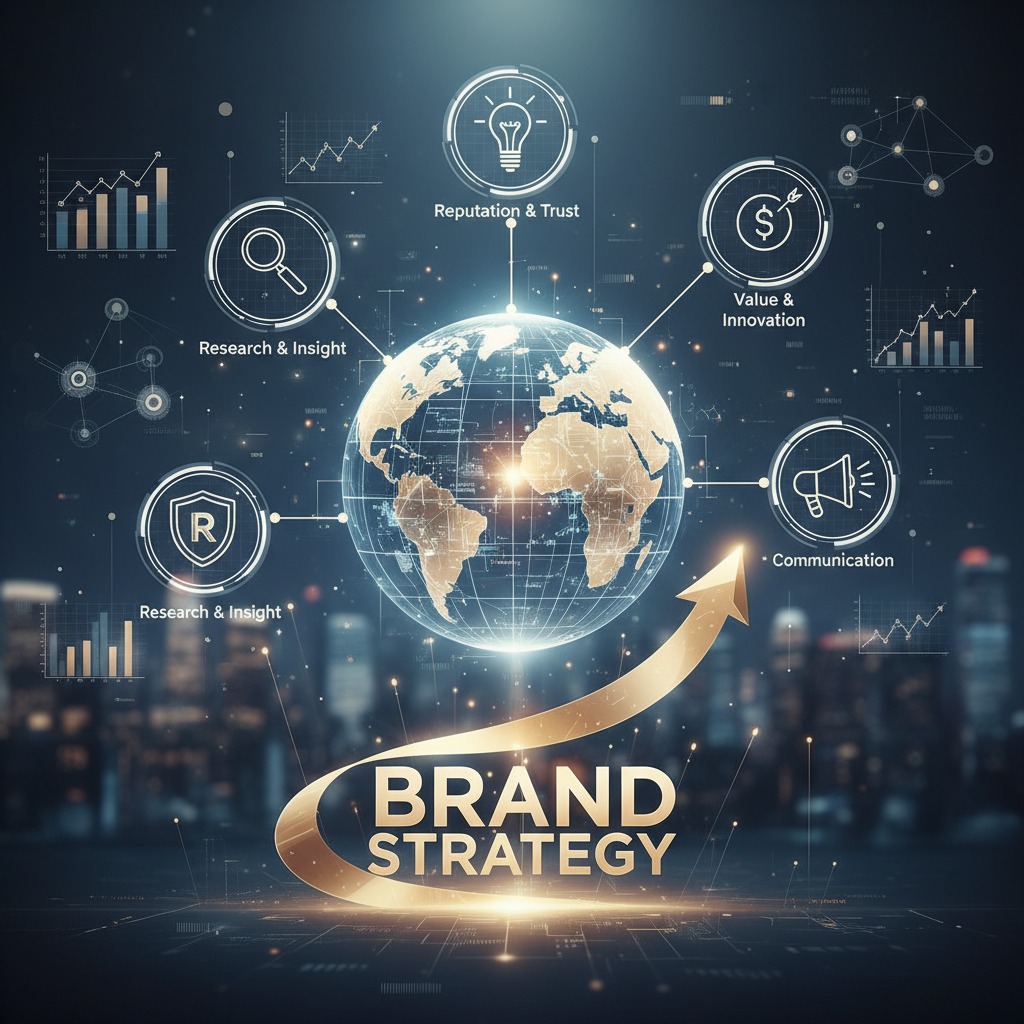 Reputation & Trust
Research & Insight
Value &
Innovation
R
Research & Insight
Communication
BRAND
STRATEGY